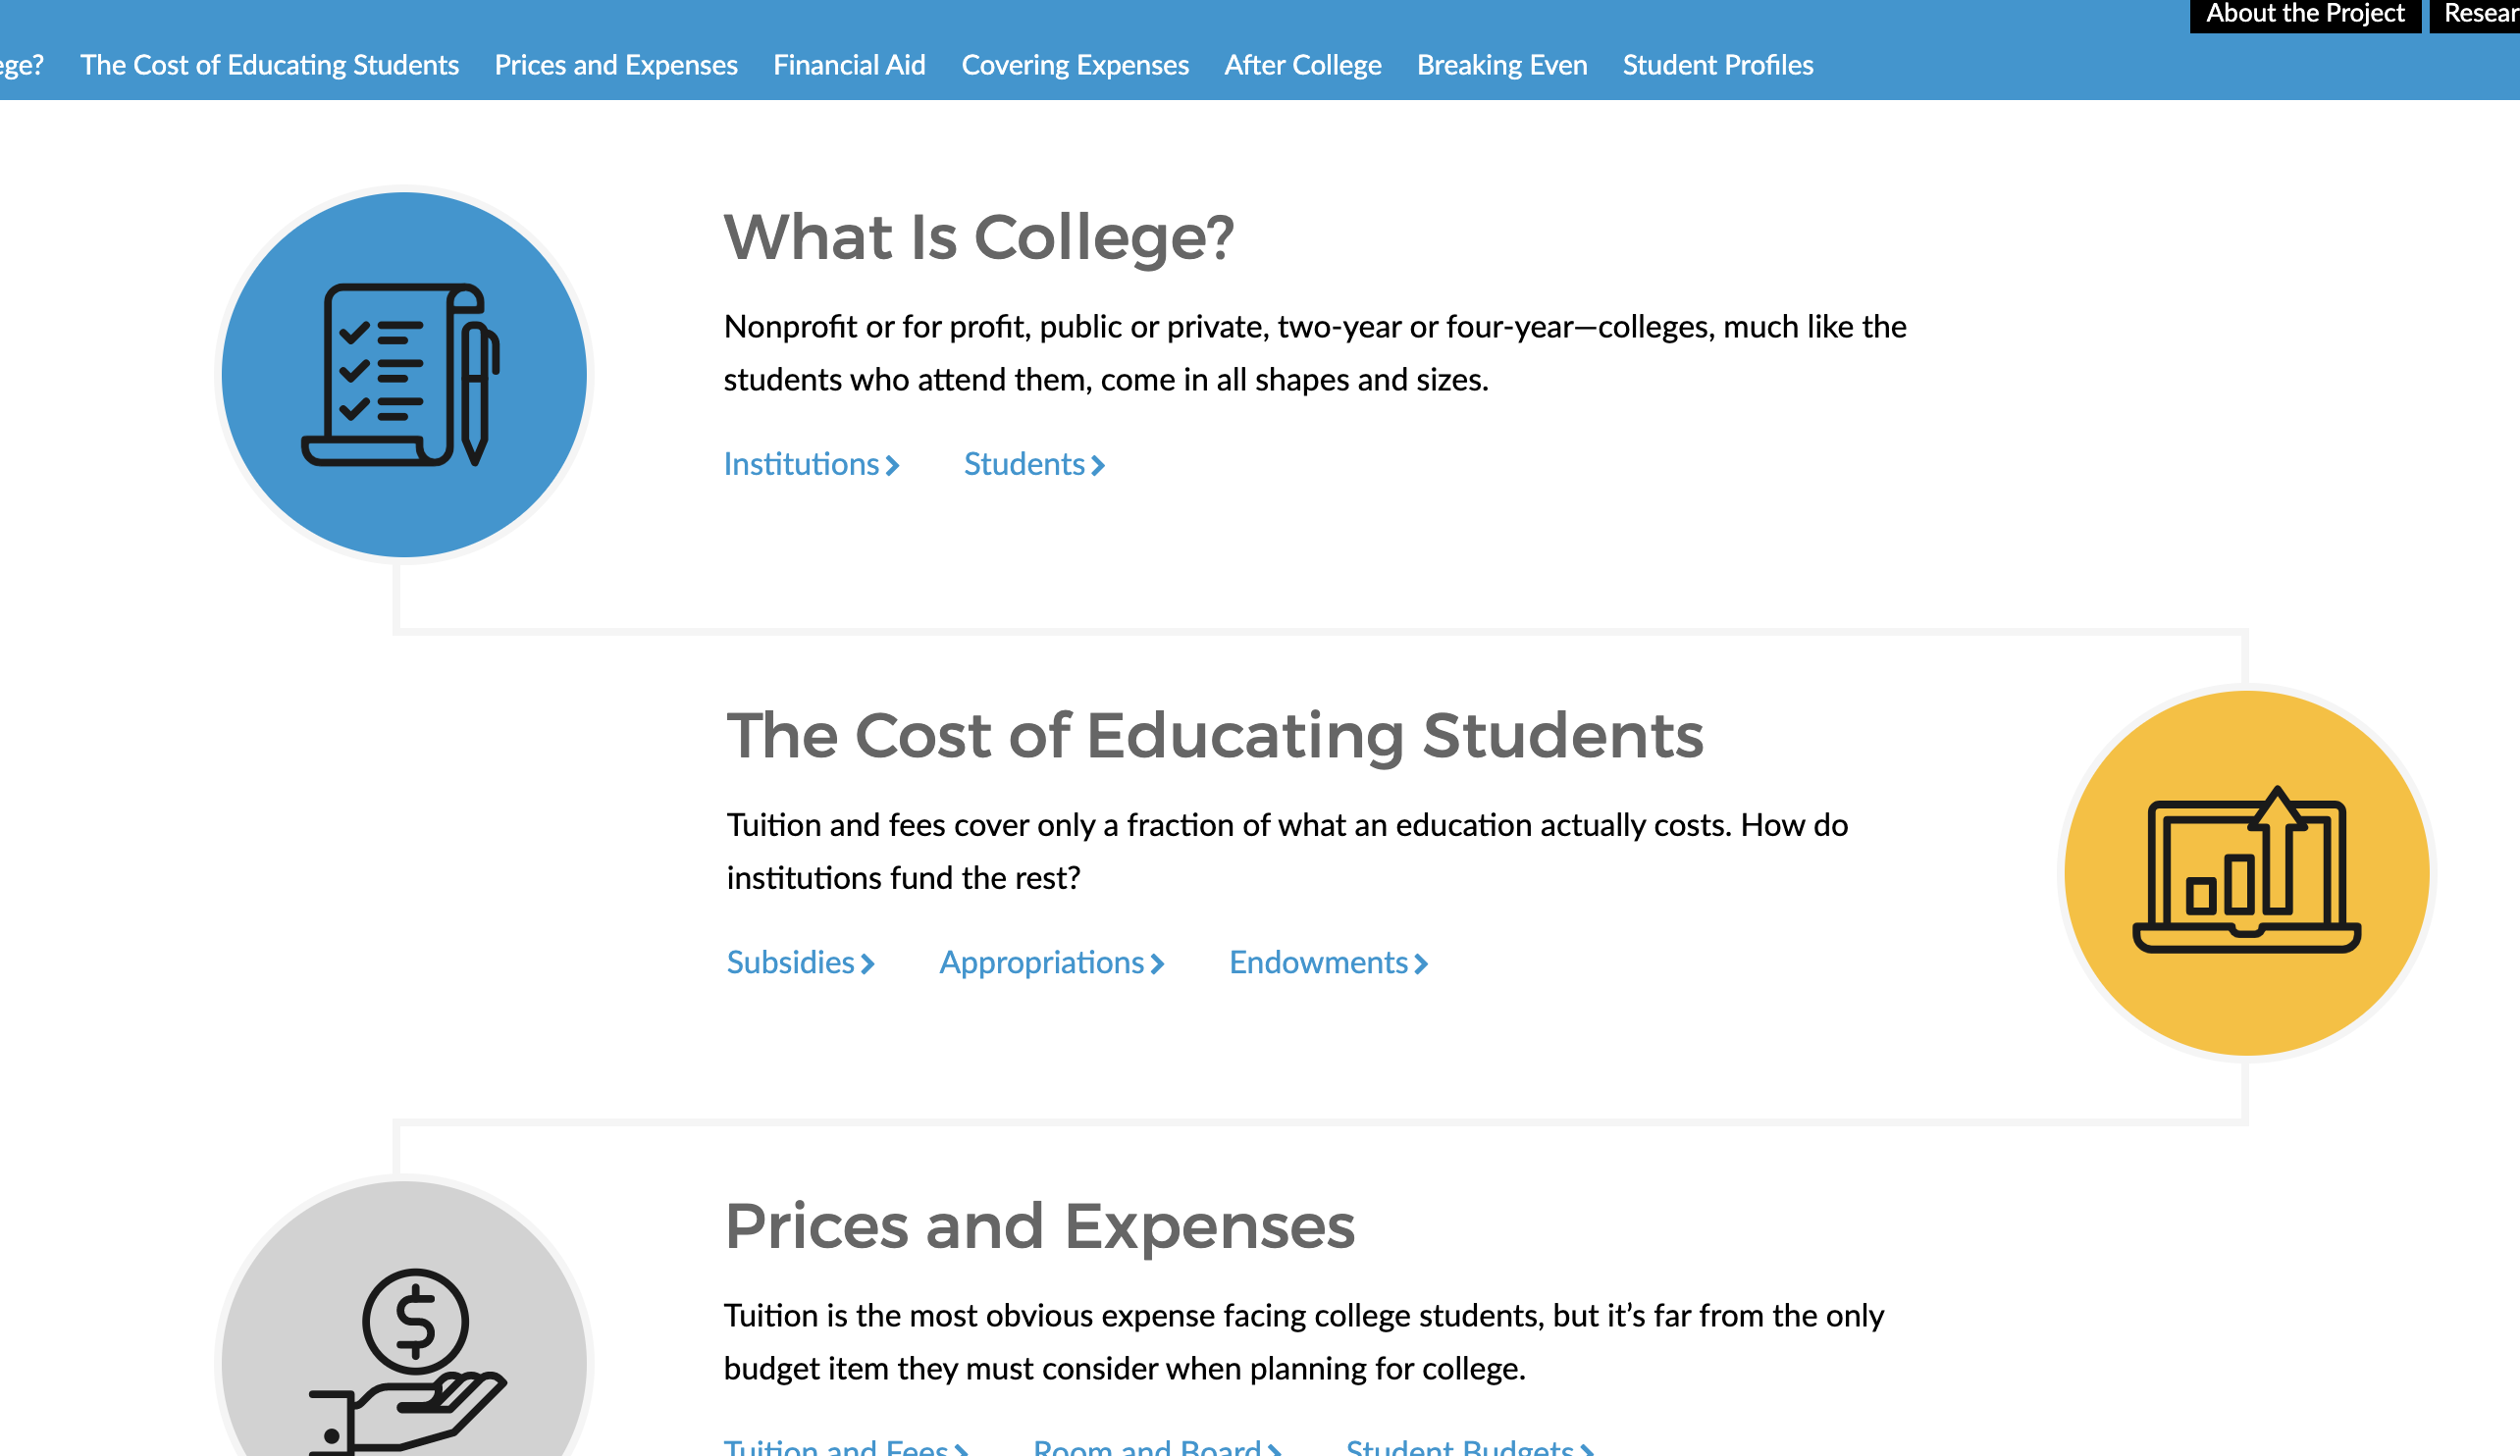 About the Project Resear
ege? The Cost of Educating Students Prices and Expenses Financial Aid Covering Expenses After College Breaking Even Student Profiles
What Is College?
Nonprofit or for profit, public or private, two-year or four-year—colleges, much like the
students who attend them, come in all shapes and sizes.
Institutions Students
The Cost of Educating Students
Tuition and fees cover only a fraction of what an education actually costs. How do
institutions fund the rest?
Subsidies Appropriations Endowments
$
Prices and Expenses
Tuition is the most obvious expense facing college students, but it’s far from the only
budget item they must consider when planning for college.
Tuition and Fees Room and Board Student Budgets